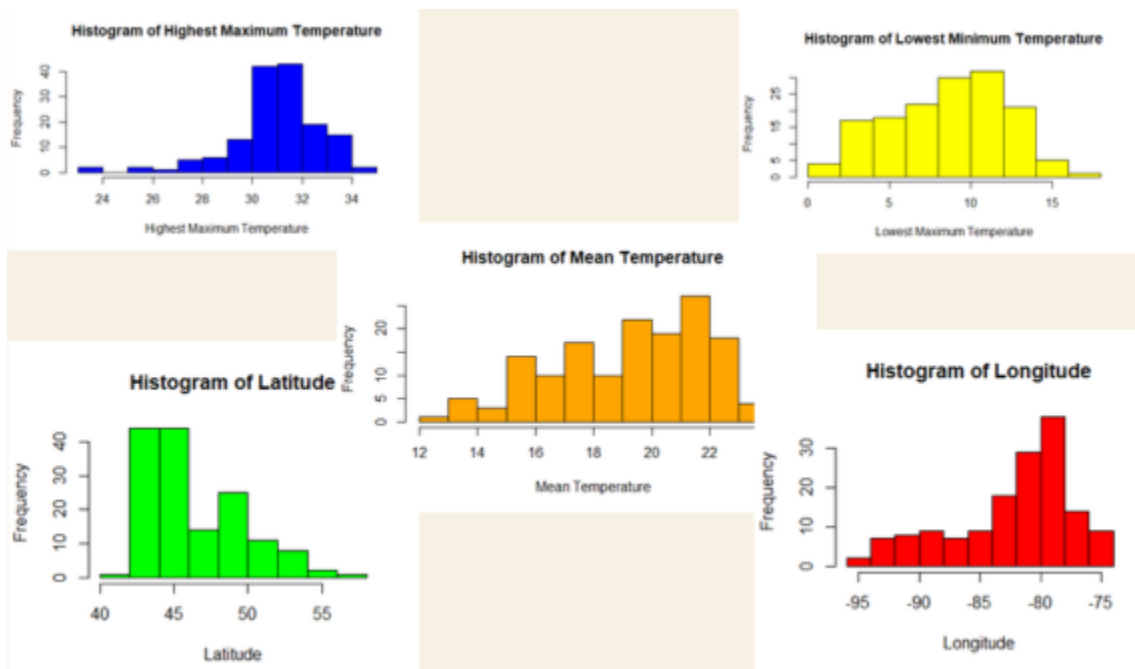 Histogram of Highest Maximum Temperature
Frequency
0 20 40
24 26 28 30 32 34
Highest Maximum Temperature
Histogram of Lowest Minimum Temperature
Frequency
0 5 15 25
0 5 10 15
Lowest Maximum Temperature
Histogram of Mean Temperature
Frequency
0 5 10 20
12 14 16 18 20 22
Mean Temperature
Histogram of Latitude
Frequency
0 10 20 30 40
40 45 50 55
Latitude
Histogram of Longitude
Frequency
0 10 20 30
-95 -90 -85 -80 -75
Longitude